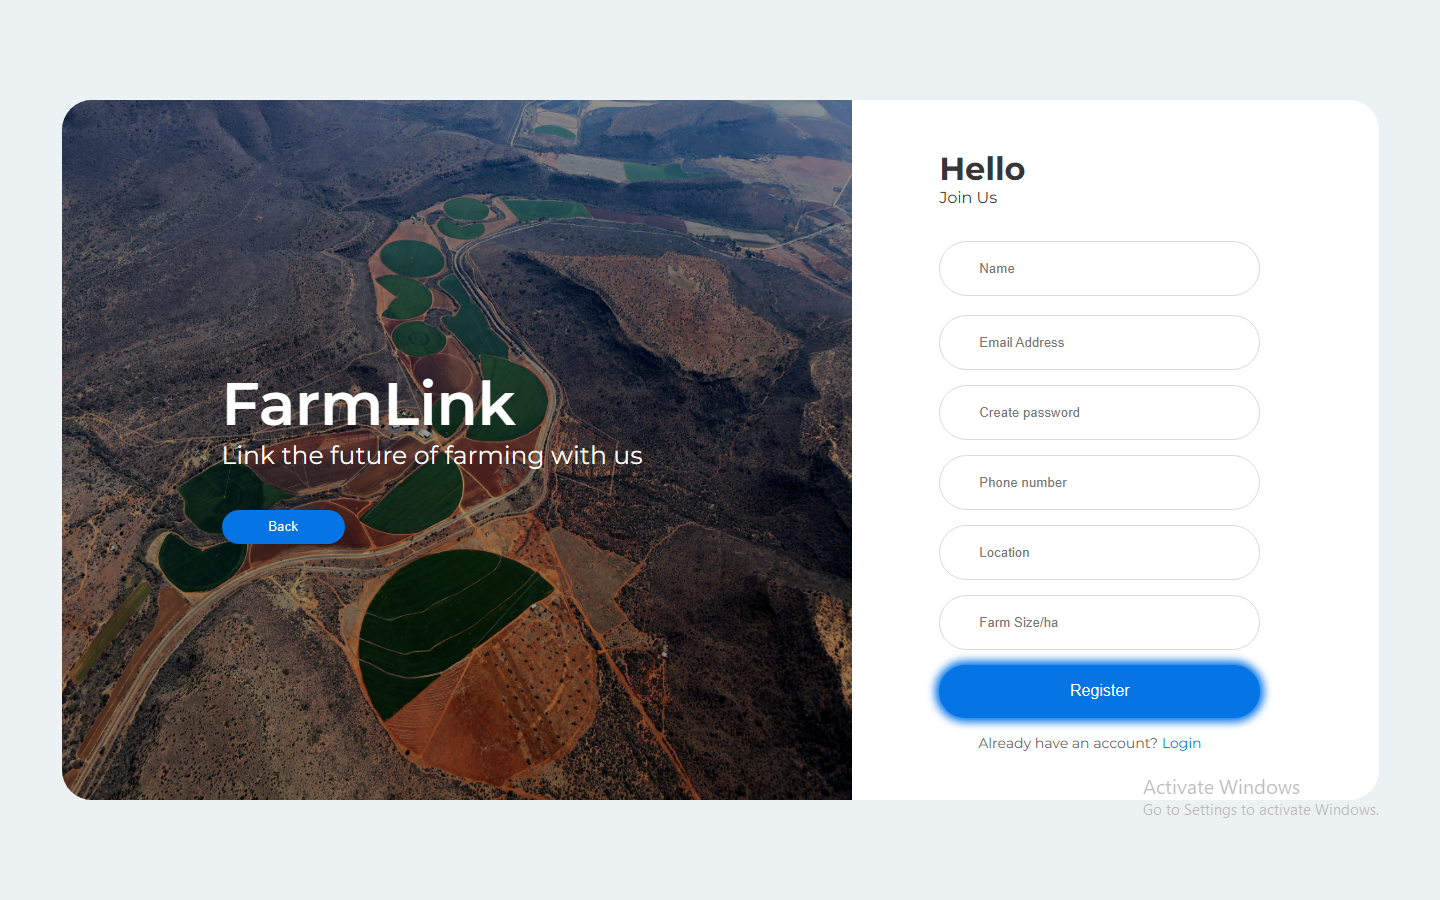 FarmLink
Link the future of farming with us
Back
Hello
Join Us
Name
Email Address
Create password
Phone number
Location
Farm Size/ha
Register
Already have an account? Login
Activate Windows
Go to Settings to activate Windows.